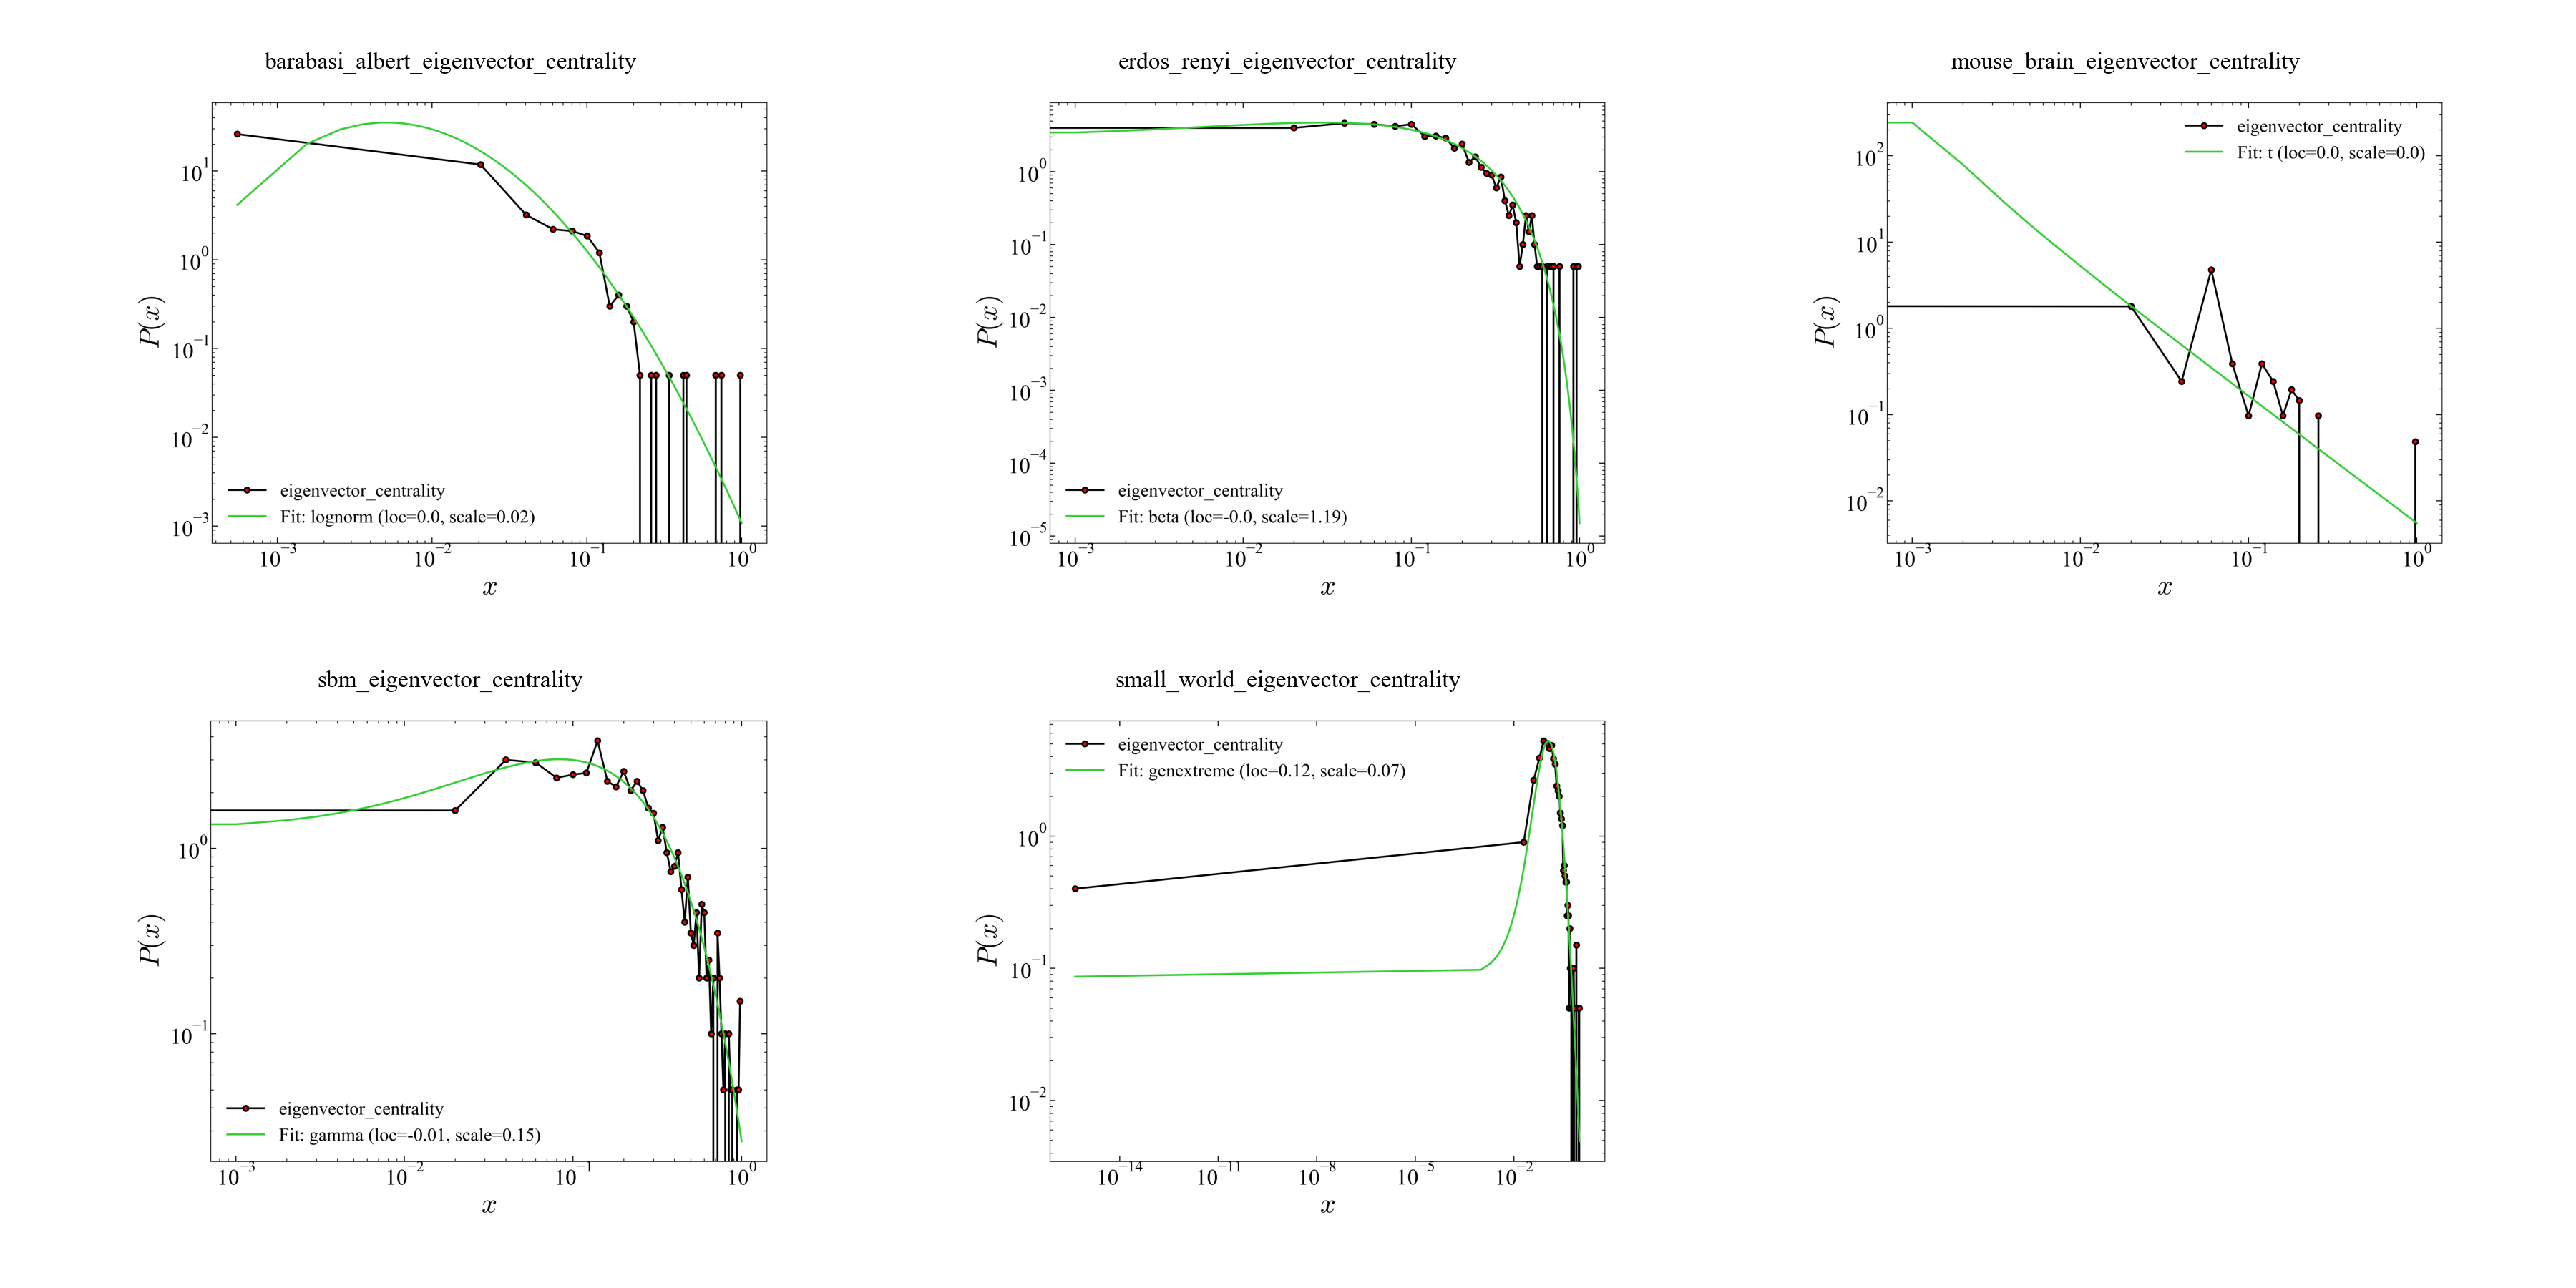 barabasi_albert_eigenvector_centrality
erdos_renyi_eigenvector_centrality
mouse_brain_eigenvector_centrality
P(x)
10^1
10^0
10^-1
10^-2
10^-3
eigenvector_centrality
Fit: lognorm (loc=0.0, scale=0.02)
10^-3
10^-2
10^-1
10^0
x
P(x)
10^0
10^-1
10^-2
10^-3
10^-4
10^-5
eigenvector_centrality
Fit: beta (loc=-0.0, scale=1.19)
10^-3
10^-2
10^-1
10^0
x
P(x)
10^2
10^1
10^0
10^-1
10^-2
eigenvector_centrality
Fit: t (loc=0.0, scale=0.0)
10^-3
10^-2
10^-1
10^0
x
sbm_eigenvector_centrality
small_world_eigenvector_centrality
P(x)
10^0
10^-1
eigenvector_centrality
Fit: gamma (loc=-0.01, scale=0.15)
10^-3
10^-2
10^-1
10^0
x
P(x)
eigenvector_centrality
Fit: genextreme (loc=0.12, scale=0.07)
10^0
10^-1
10^-2
10^-14
10^-11
10^-8
10^-5
10^-2
x